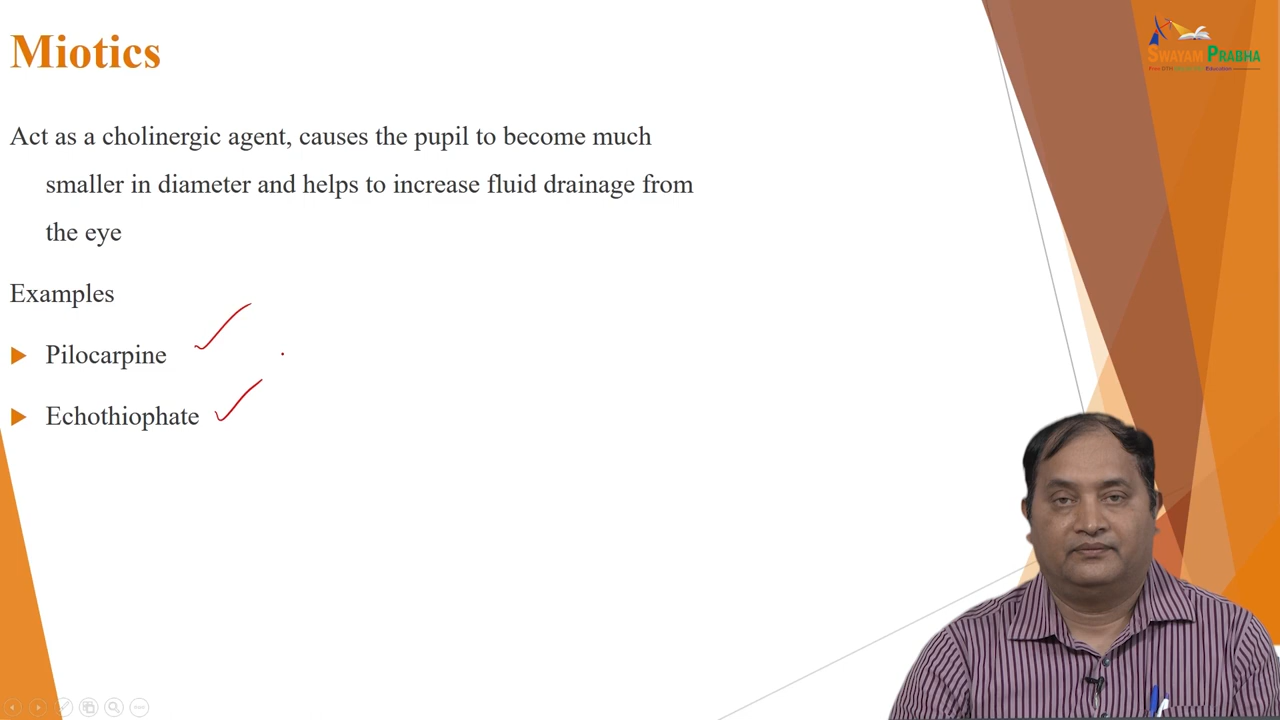 Miotics
SWAYAM PRABHA
Act as a cholinergic agent, causes the pupil to become much
smaller in diameter and helps to increase fluid drainage from
the eye
Examples
Pilocarpine
Echothiophate